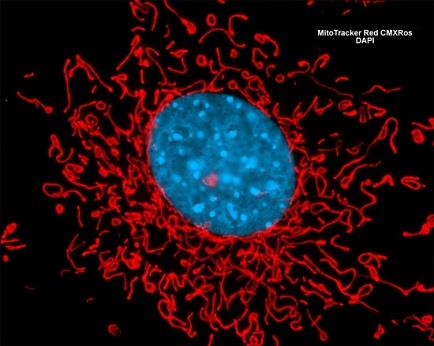 MitoTracker Red CMXRos
DAPI